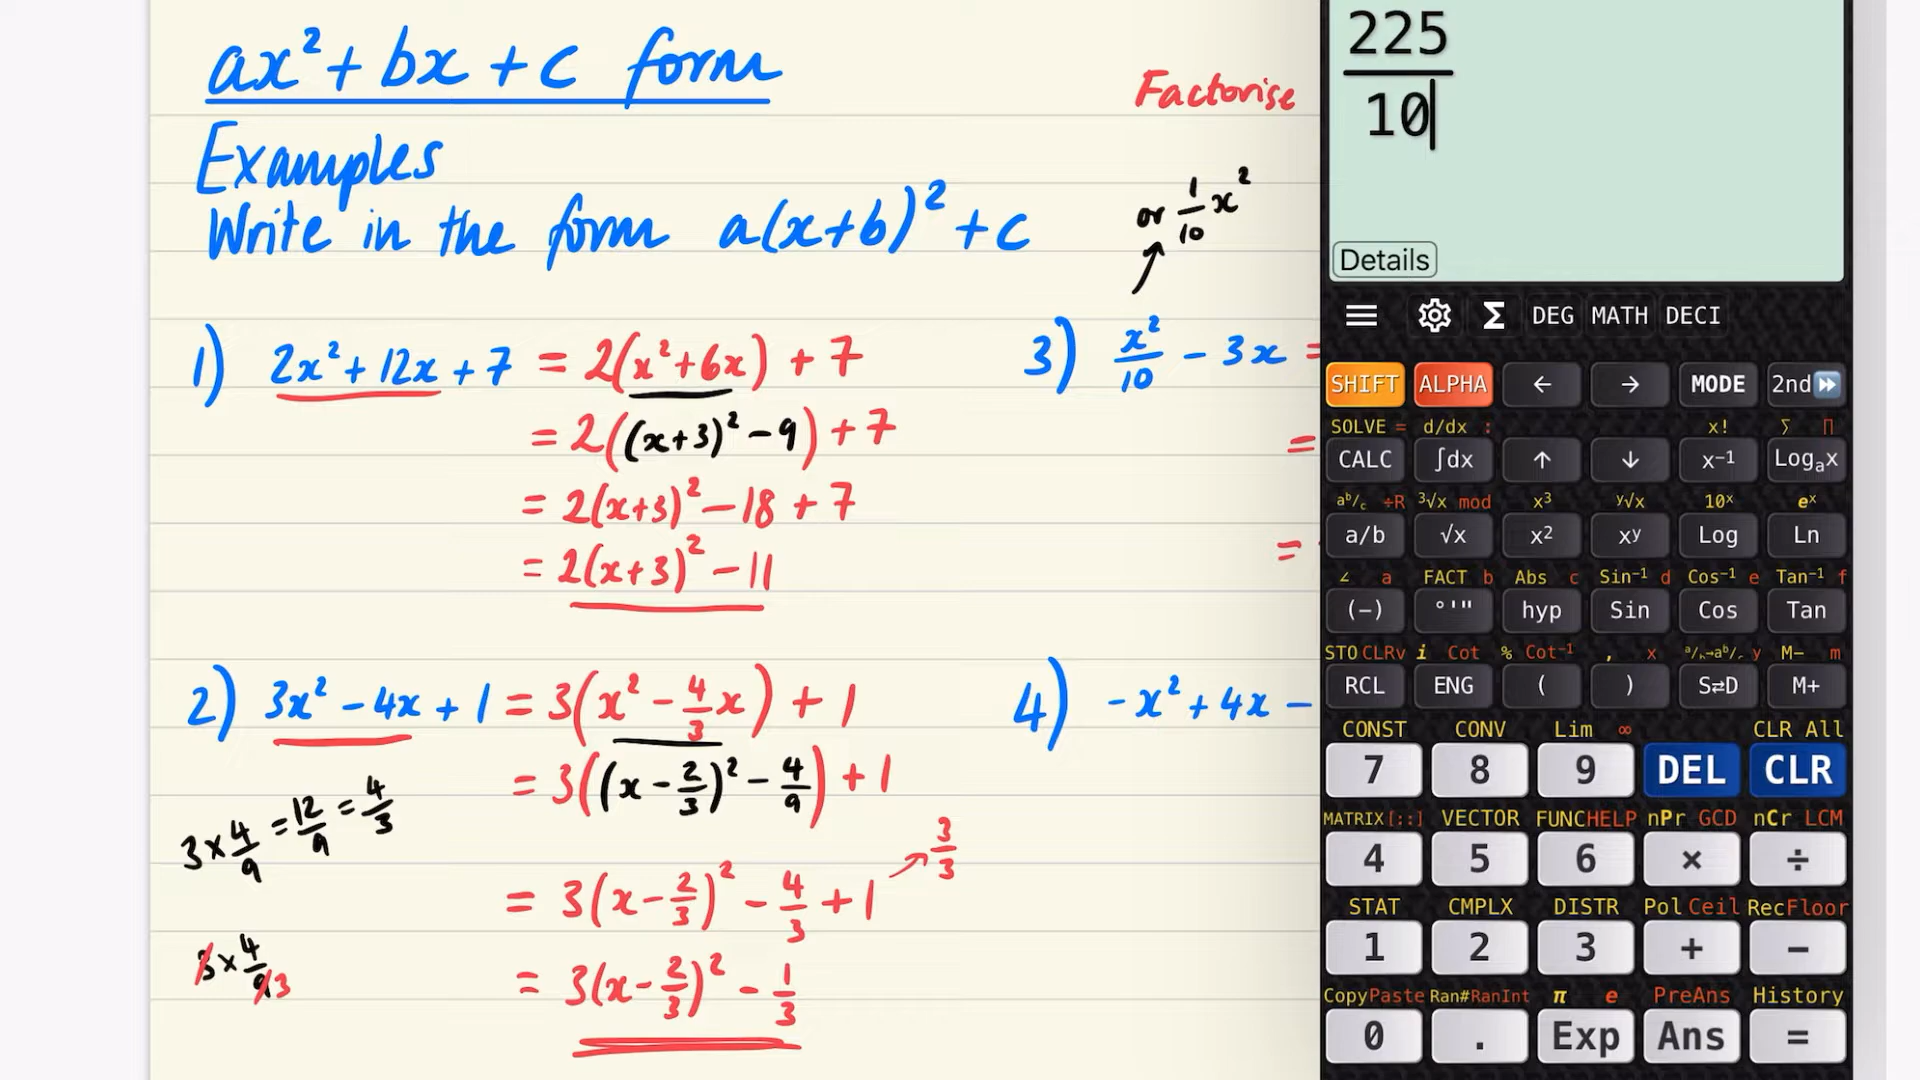 ax² + bx + c form
Examples
Write in the form a(x+b)² + c
1) 2x² + 12x + 7 = 2(x² + 6x) + 7
= 2((x+3)² - 9) + 7
= 2(x+3)² - 18 + 7
= 2(x+3)² - 11
2) 3x² - 4x + 1 = 3(x² - 4/3 x) + 1
= 3((x - 2/3)² - 4/9) + 1
3 × 4/9 = 12/9 = 4/3
= 3(x - 2/3)² - 4/3 + 1
3/3
3 × 4/9 3
= 3(x - 2/3)² - 1/3
Factorise
or 1/10 x²
3) x²/10 - 3x =
=
=
4) -x² + 4x -
225
10
Details
DEG MATH DECI
SHIFT ALPHA ← → MODE 2nd
SOLVE = d/dx : x! ∑ ∏
CALC ∫dx ↑ ↓ x⁻¹ Logₐx
aᵇ/c ÷R ³√x mod x³ ʸ√x 10ˣ eˣ
a/b √x x² xʸ Log Ln
∠ a FACT b Abs c Sin⁻¹ d Cos⁻¹ e Tan⁻¹ f
(−) °'" hyp Sin Cos Tan
STO CLRv i Cot % Cot⁻¹ , x a/b→aᵇ/c y M− m
RCL ENG ( ) S⇄D M+
CONST CONV Lim ∞ CLR All
7 8 9 DEL CLR
MATRIX[::] VECTOR FUNC HELP nPr GCD nCr LCM
4 5 6 × ÷
STAT CMPLX DISTR Pol Ceil Rec Floor
1 2 3 + −
Copy Paste Ran# RanInt π e PreAns History
0 . Exp Ans =